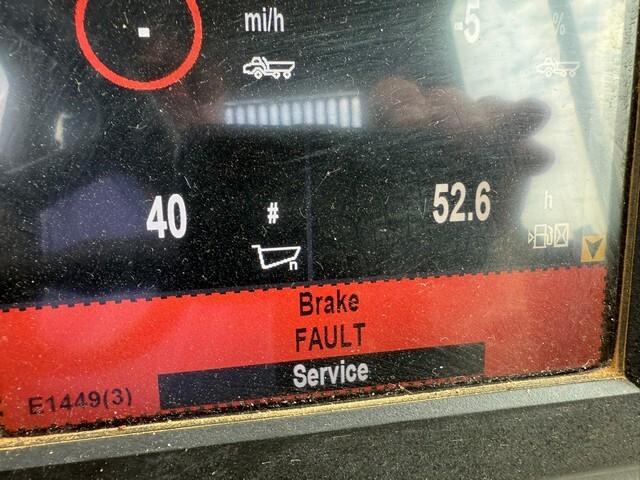 mi/h
-5
%
40
#
52.6
h
n
Brake
FAULT
Service
E1449(3)